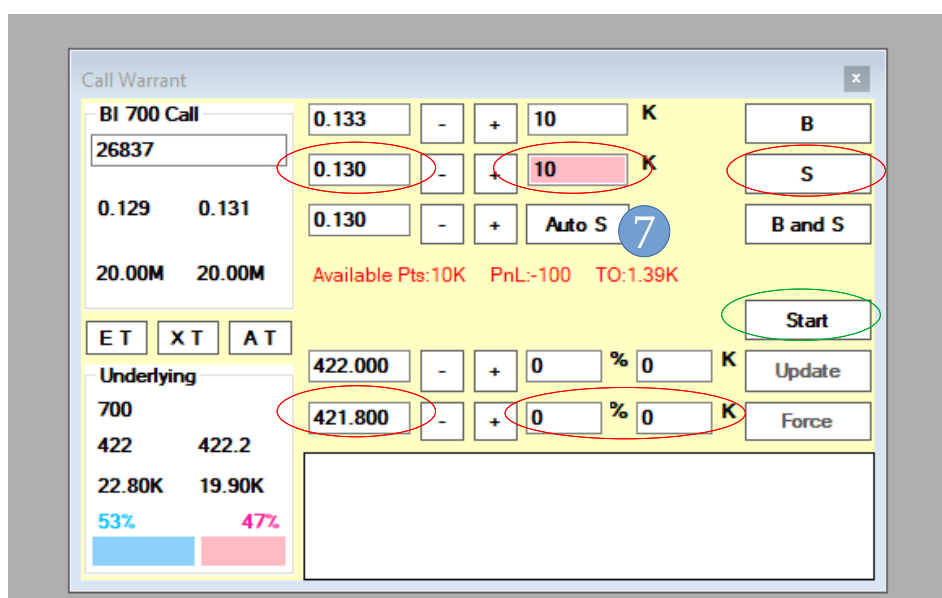 Call Warrant x
BI 700 Call
26837
0.129 0.131
20.00M 20.00M
0.133 - + 10 K B
0.130 - + 10 K S
0.130 - + Auto S 7 B and S
Available Pts:10K PnL:-100 TO:1.39K
Start
E T X T A T
Underlying
700
422 422.2
22.80K 19.90K
53% 47%
422.000 - + 0 % 0 K Update
421.800 - + 0 % 0 K Force